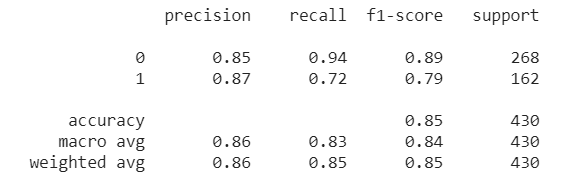 precision recall f1-score support
0 0.85 0.94 0.89 268
1 0.87 0.72 0.79 162
accuracy 0.85 430
macro avg 0.86 0.83 0.84 430
weighted avg 0.86 0.85 0.85 430